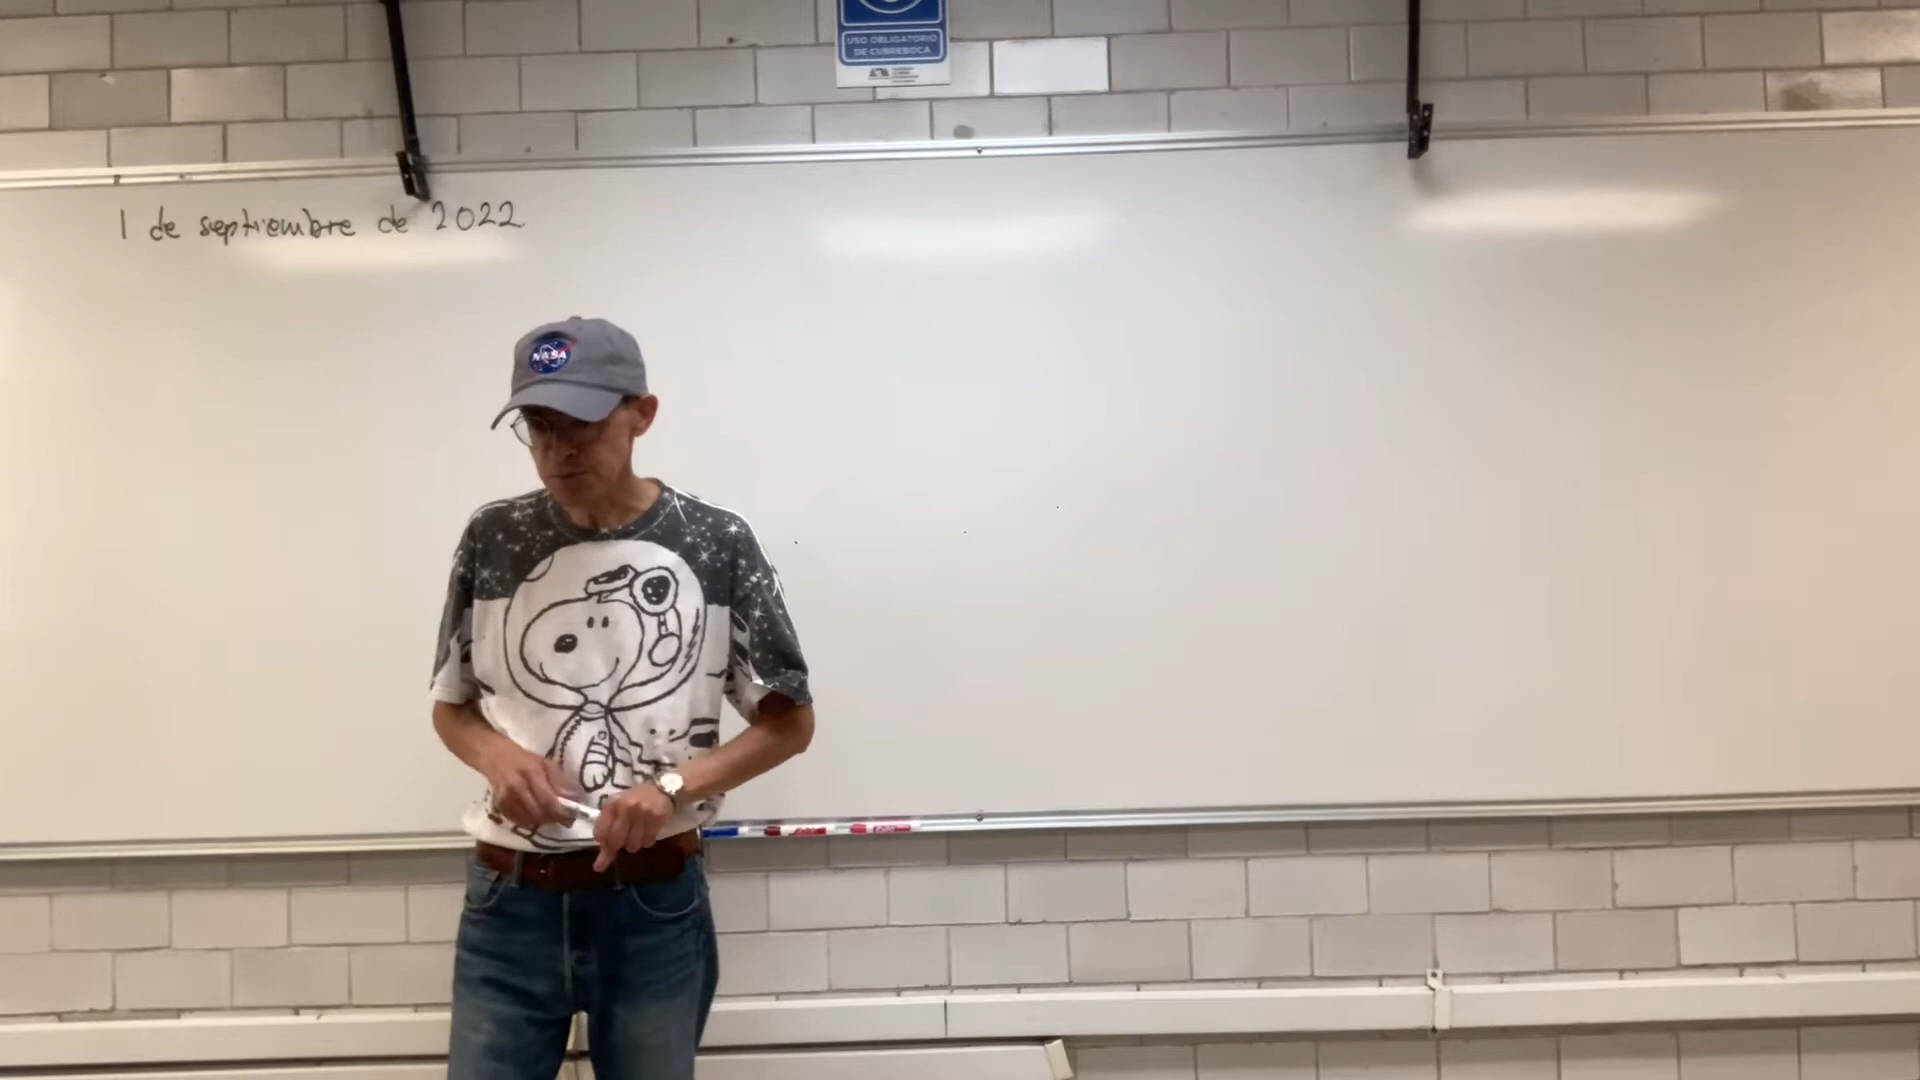 USO OBLIGATORIO
DE CUBREBOCA
1 de septiembre de 2022
NASA